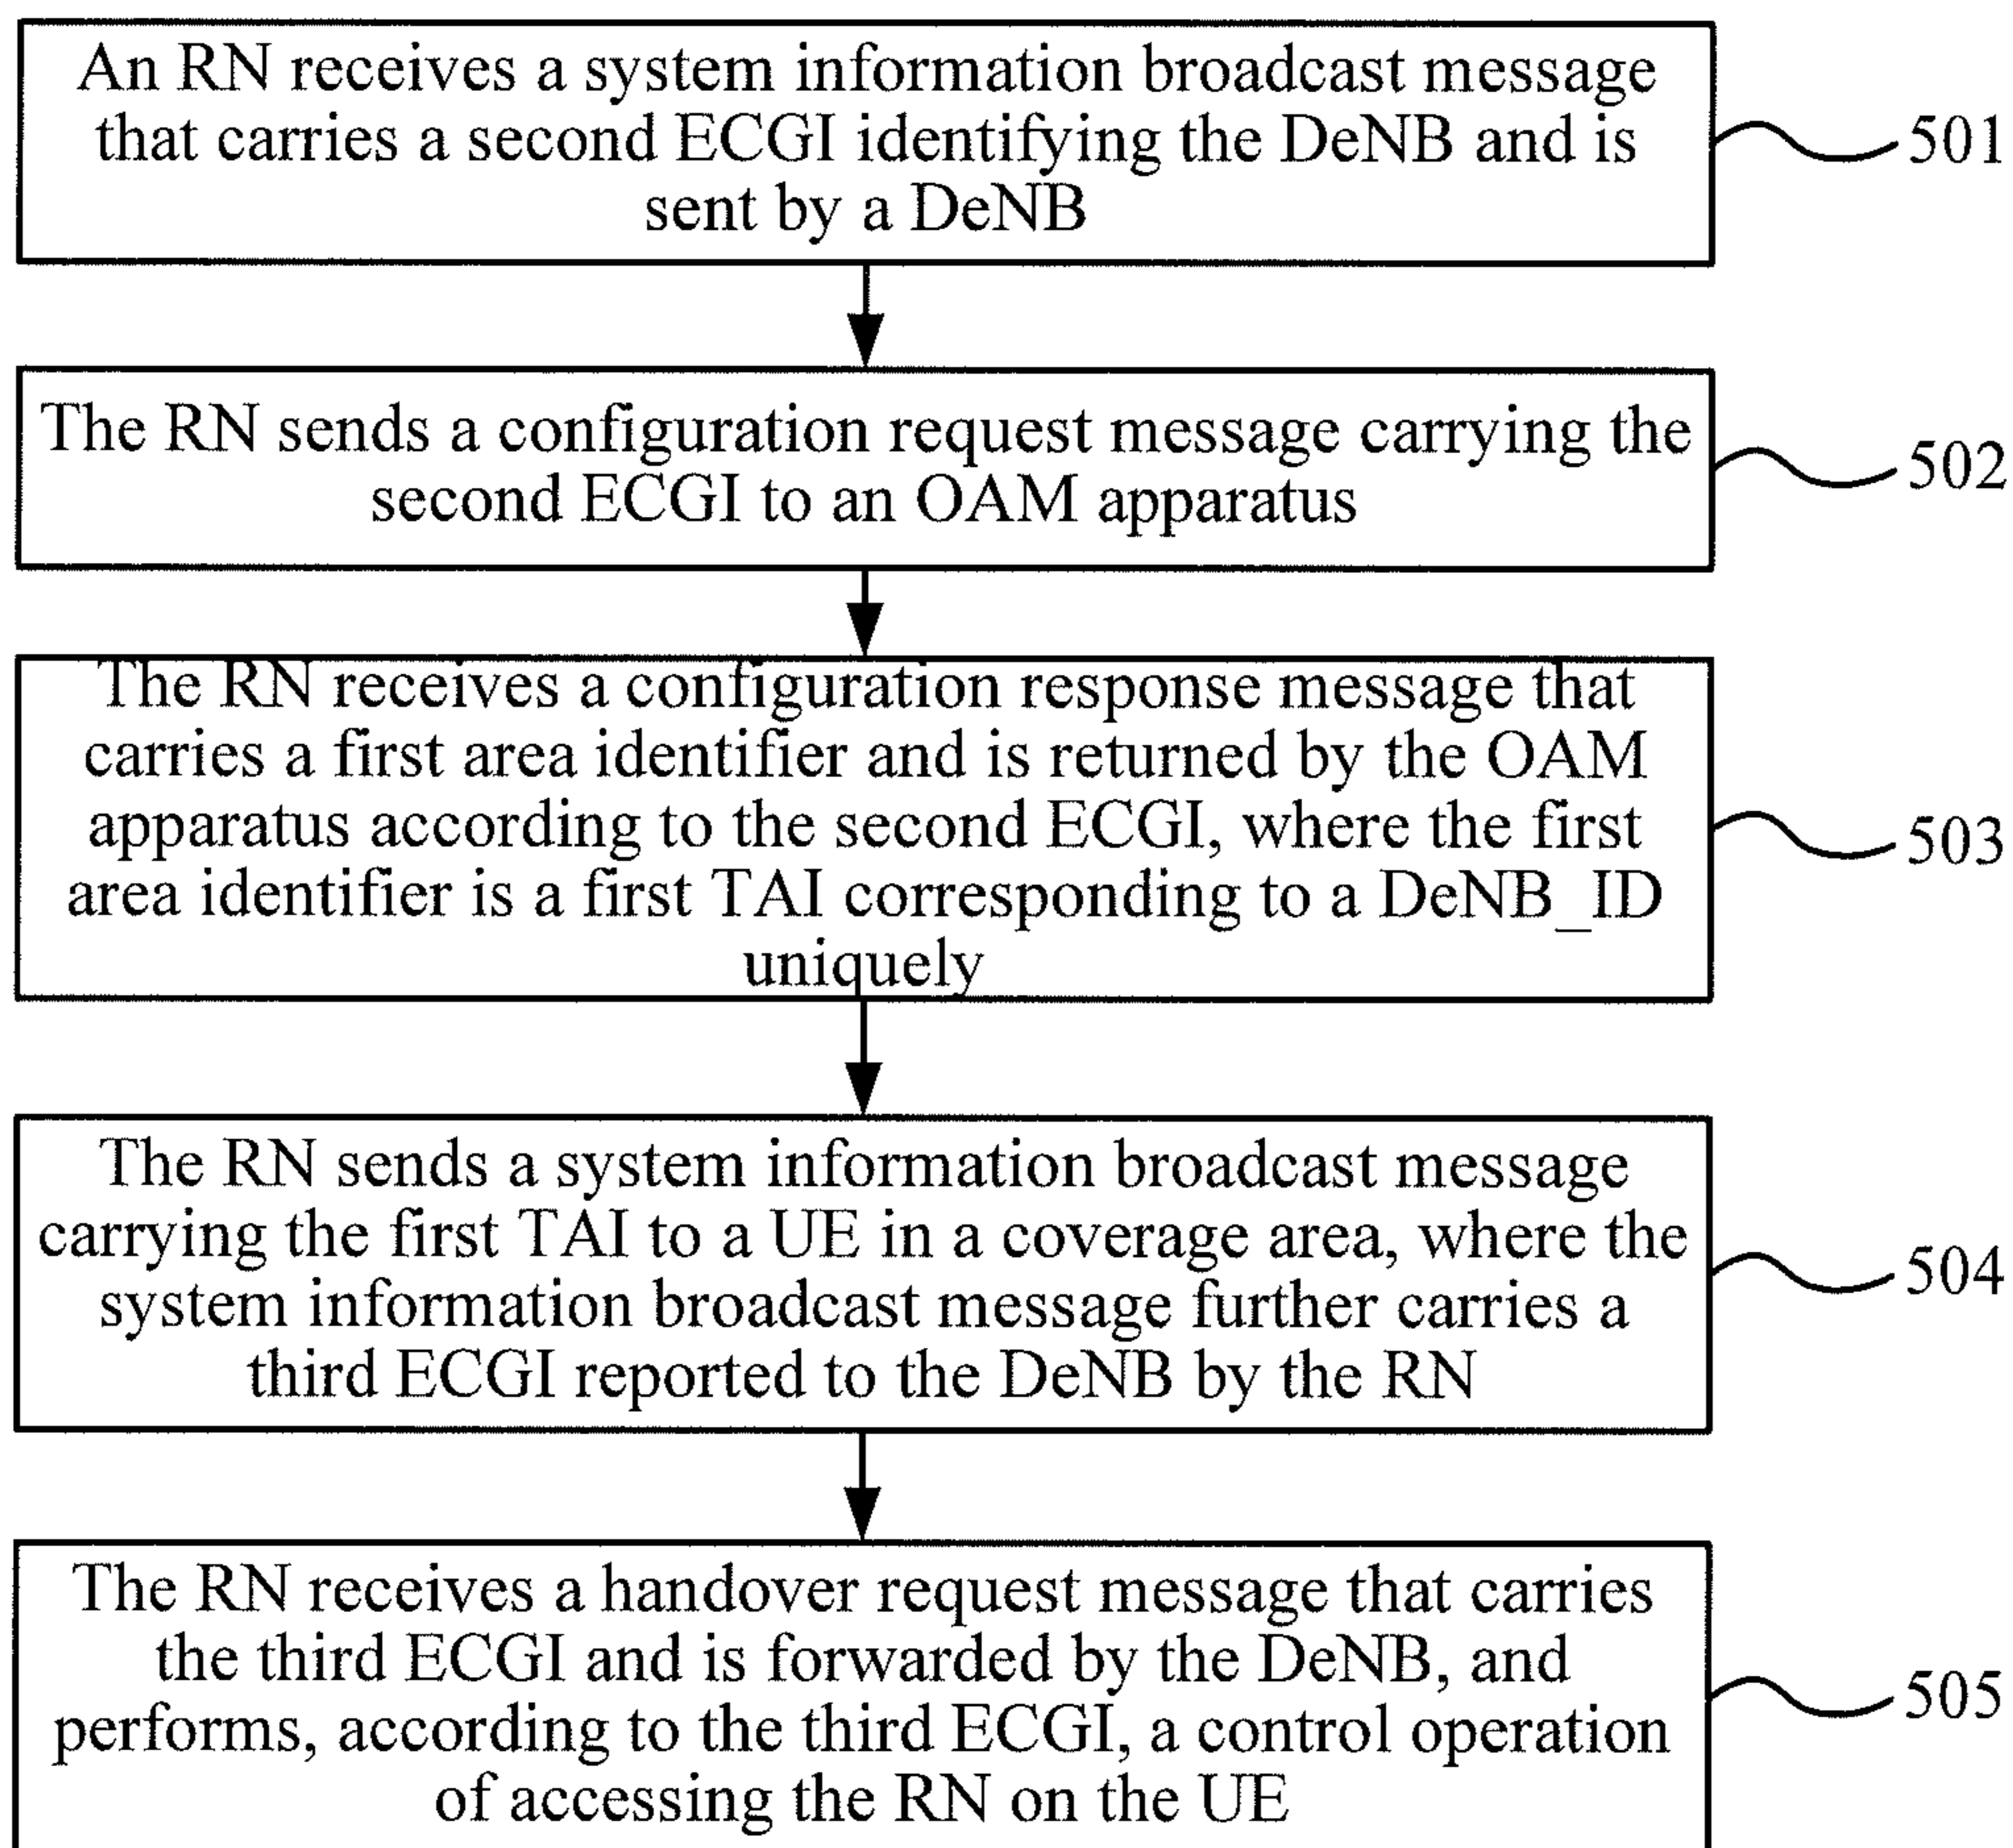 An RN receives a system information broadcast message
that carries a second ECGI identifying the DeNB and is
sent by a DeNB
501
The RN sends a configuration request message carrying the
second ECGI to an OAM apparatus
502
The RN receives a configuration response message that
carries a first area identifier and is returned by the OAM
apparatus according to the second ECGI, where the first
area identifier is a first TAI corresponding to a DeNB_ID
uniquely
503
The RN sends a system information broadcast message
carrying the first TAI to a UE in a coverage area, where the
system information broadcast message further carries a
third ECGI reported to the DeNB by the RN
504
The RN receives a handover request message that carries
the third ECGI and is forwarded by the DeNB, and
performs, according to the third ECGI, a control operation
of accessing the RN on the UE
505